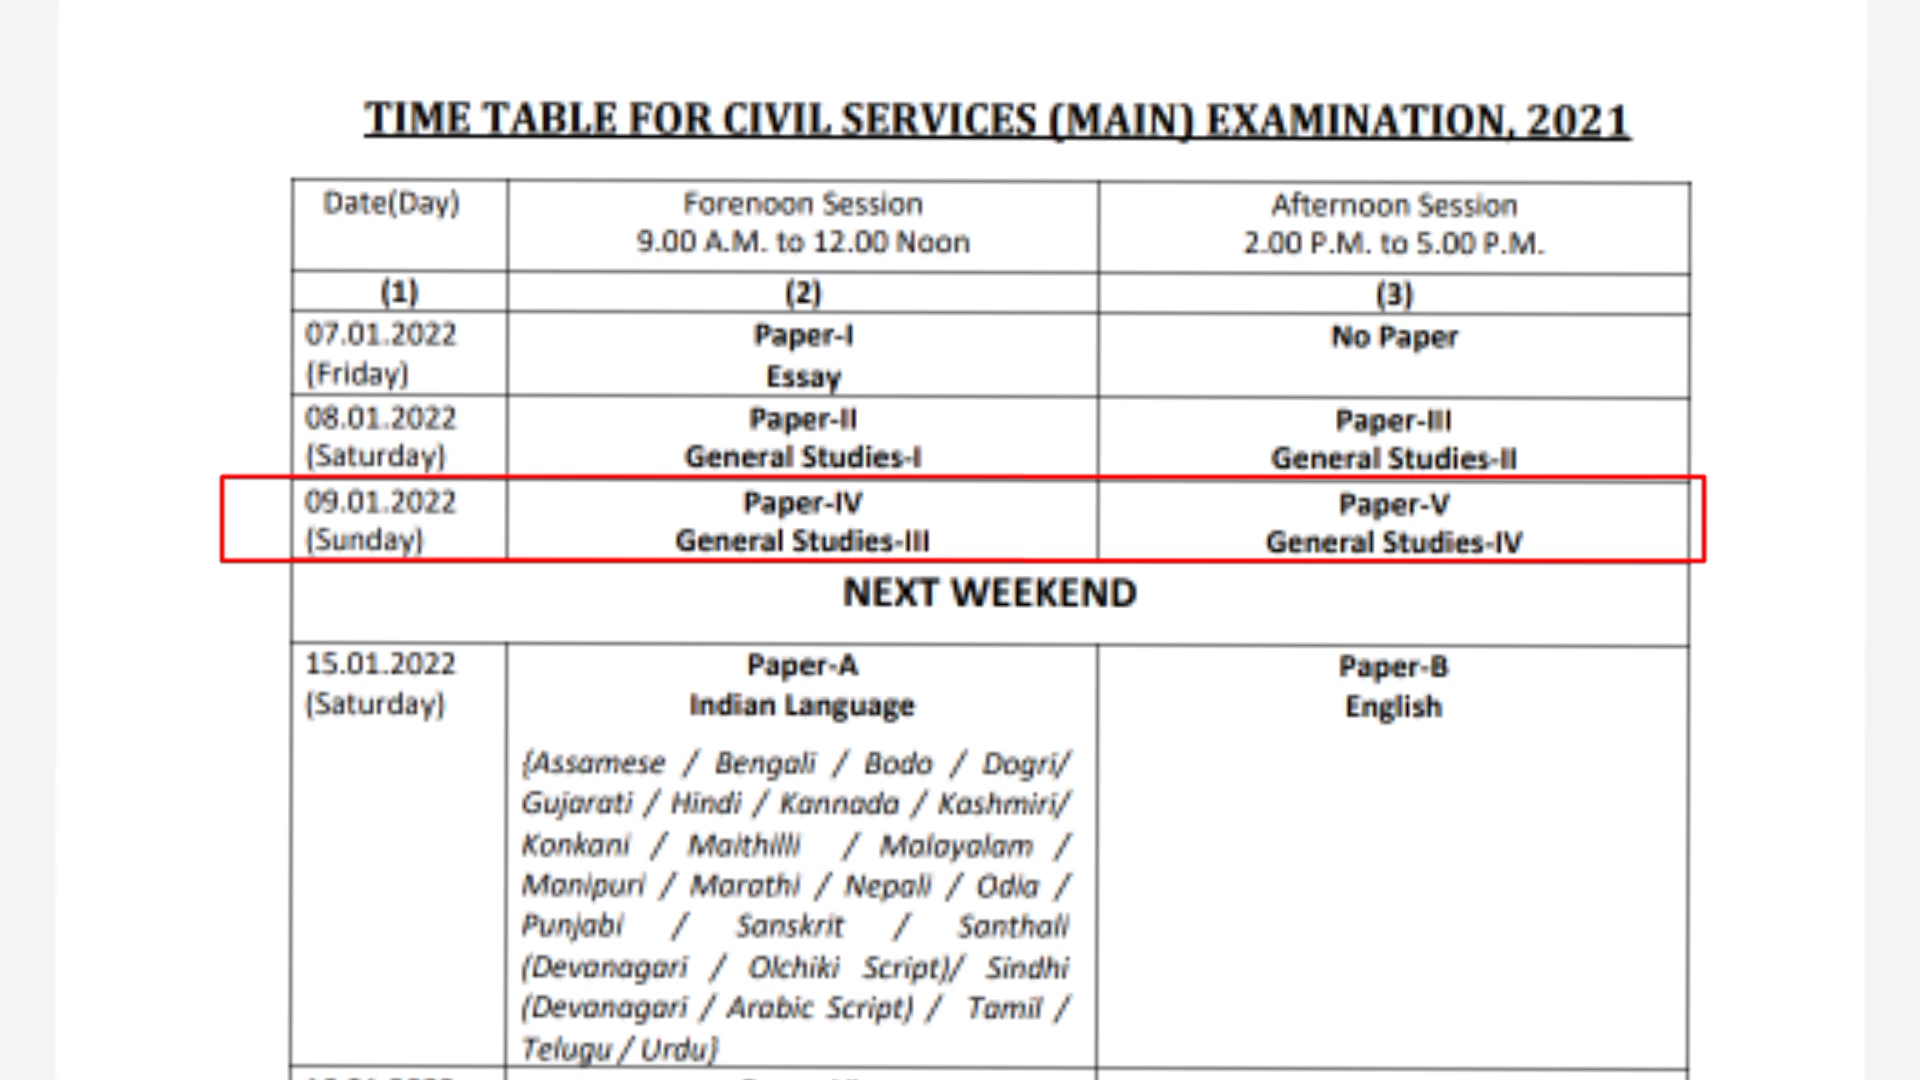 TIME TABLE FOR CIVIL SERVICES (MAIN) EXAMINATION, 2021
Date(Day)
Forenoon Session
9.00 A.M. to 12.00 Noon
Afternoon Session
2.00 P.M. to 5.00 P.M.
(1)
(2)
(3)
07.01.2022
(Friday)
Paper-I
Essay
No Paper
08.01.2022
(Saturday)
Paper-II
General Studies-I
Paper-III
General Studies-II
09.01.2022
(Sunday)
Paper-IV
General Studies-III
Paper-V
General Studies-IV
NEXT WEEKEND
15.01.2022
(Saturday)
Paper-A
Indian Language
Paper-B
English
{Assamese / Bengali / Bodo / Dogri/
Gujarati / Hindi / Kannada / Kashmiri/
Konkani / Maithilli / Malayalam /
Manipuri / Marathi / Nepali / Odia /
Punjabi / Sanskrit / Santhali
(Devanagari / Olchiki Script)/ Sindhi
(Devanagari / Arabic Script) / Tamil /
Telugu / Urdu}